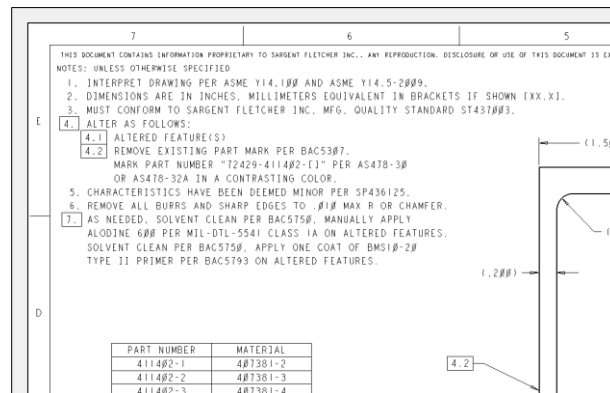 7 6 5
THIS DOCUMENT CONTAINS INFORMATION PROPRIETARY TO SARGENT FLETCHER INC.. ANY REPRODUCTION, DISCLOSURE OR USE OF THIS DOCUMENT IS EX
NOTES: UNLESS OTHERWISE SPECIFIED
1. INTERPRET DRAWING PER ASME Y14.100 AND ASME Y14.5-2009.
2. DIMENSIONS ARE IN INCHES. MILLIMETERS EQUIVALENT IN BRACKETS IF SHOWN [XX.X].
3. MUST CONFORM TO SARGENT FLETCHER INC. MFG. QUALITY STANDARD ST437003.
E
4. ALTER AS FOLLOWS:
4.1 ALTERED FEATURE(S)
4.2 REMOVE EXISTING PART MARK PER BAC5307.
MARK PART NUMBER "72429-411402-[]" PER AS478-30
OR AS478-32A IN A CONTRASTING COLOR.
(1.50
5. CHARACTERISTICS HAVE BEEN DEEMED MINOR PER SP436125.
6. REMOVE ALL BURRS AND SHARP EDGES TO .010 MAX R OR CHAMFER.
7. AS NEEDED, SOLVENT CLEAN PER BAC5750, MANUALLY APPLY
ALODINE 600 PER MIL-DTL-5541 CLASS 1A ON ALTERED FEATURES.
SOLVENT CLEAN PER BAC5750, APPLY ONE COAT OF BMS10-20
TYPE II PRIMER PER BAC5793 ON ALTERED FEATURES.
(
(.200)
D
PART NUMBER MATERIAL
411402-1 407381-2
411402-2 407381-3
411402-3 407381-4
4.2